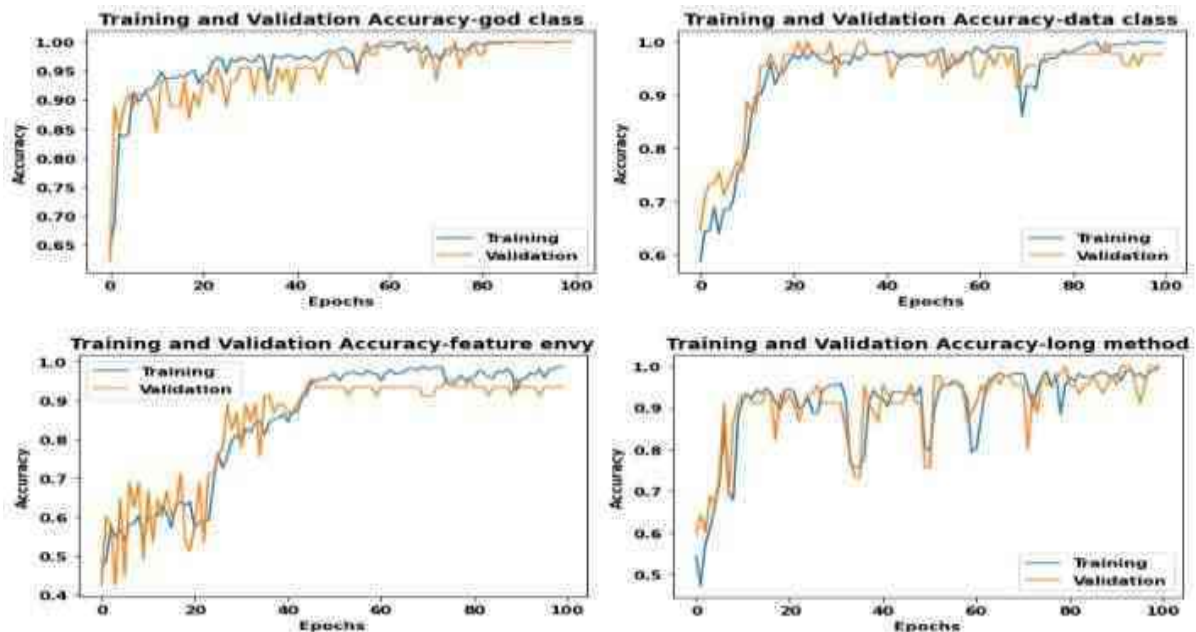 Training and Validation Accuracy-god class
1.00
0.95
0.90
0.85
0.80
0.75
0.70
0.65
Accuracy
Training
Validation
0 20 40 60 80 100
Epochs
Training and Validation Accuracy-data class
1.0
0.9
0.8
0.7
0.6
Accuracy
Training
Validation
0 20 40 60 80 100
Epochs
Training and Validation Accuracy-feature envy
1.0
0.9
0.8
0.7
0.6
0.5
0.4
Accuracy
Training
Validation
0 20 40 60 80 100
Epochs
Training and Validation Accuracy-long method
1.0
0.9
0.8
0.7
0.6
0.5
Accuracy
Training
Validation
0 20 40 60 80 100
Epochs